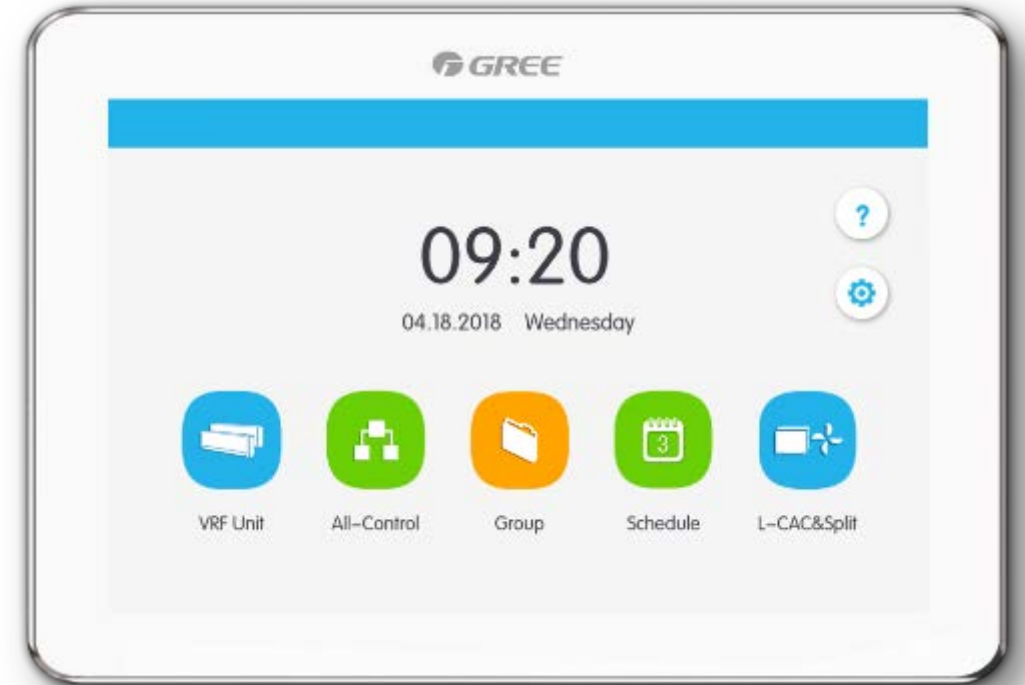 GREE
09:20
?
04.18.2018 Wednesday
3
VRF Unit All-Control Group Schedule L-CAC&Split